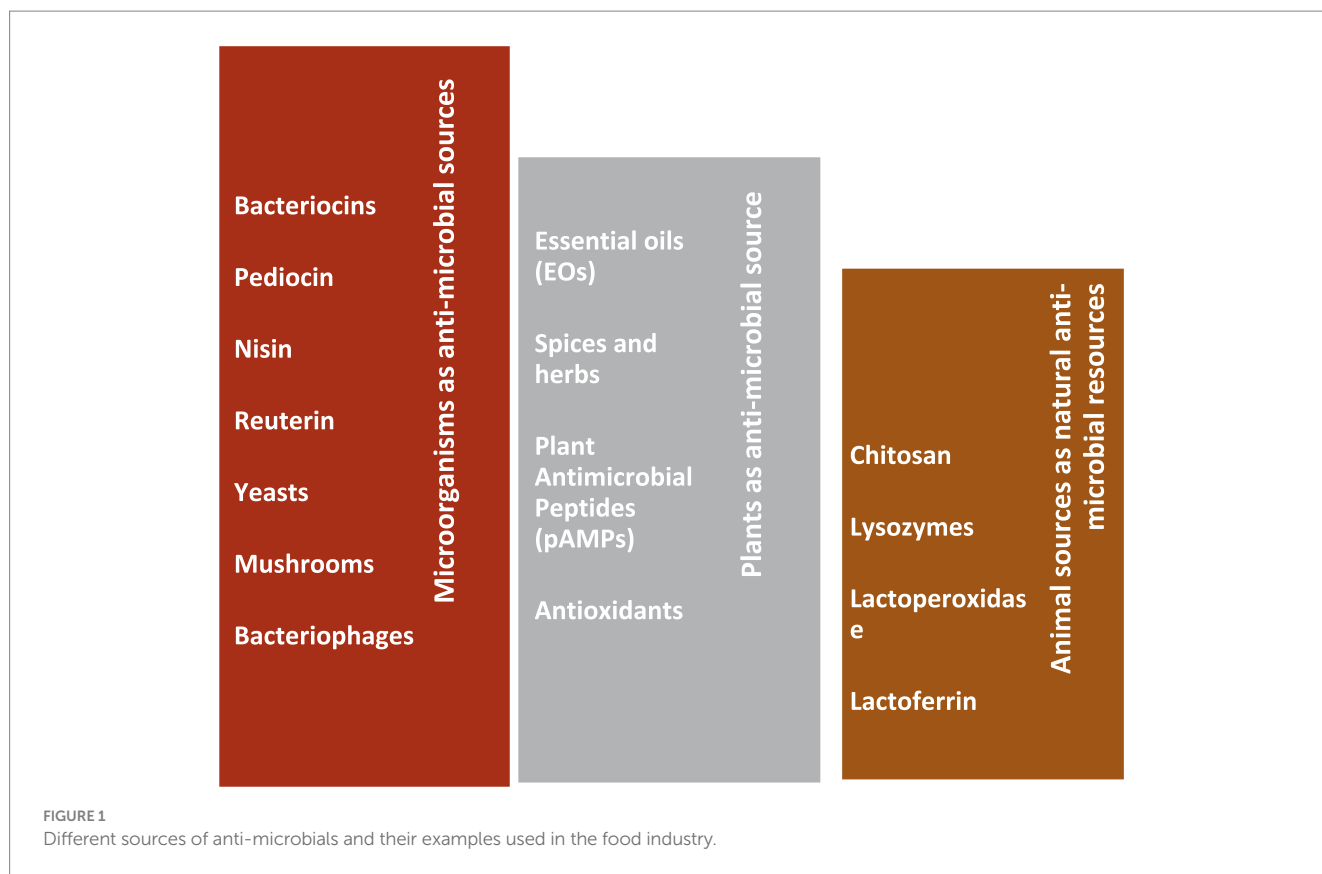 Microorganisms as anti-microbial sources
Bacteriocins
Pediocin
Nisin
Reuterin
Yeasts
Mushrooms
Bacteriophages
Plants as anti-microbial source
Essential oils
(EOs)
Spices and
herbs
Plant
Antimicrobial
Peptides
(pAMPs)
Antioxidants
Animal sources as natural anti-
microbial resources
Chitosan
Lysozymes
Lactoperoxidas
e
Lactoferrin
FIGURE 1
Different sources of anti-microbials and their examples used in the food industry.